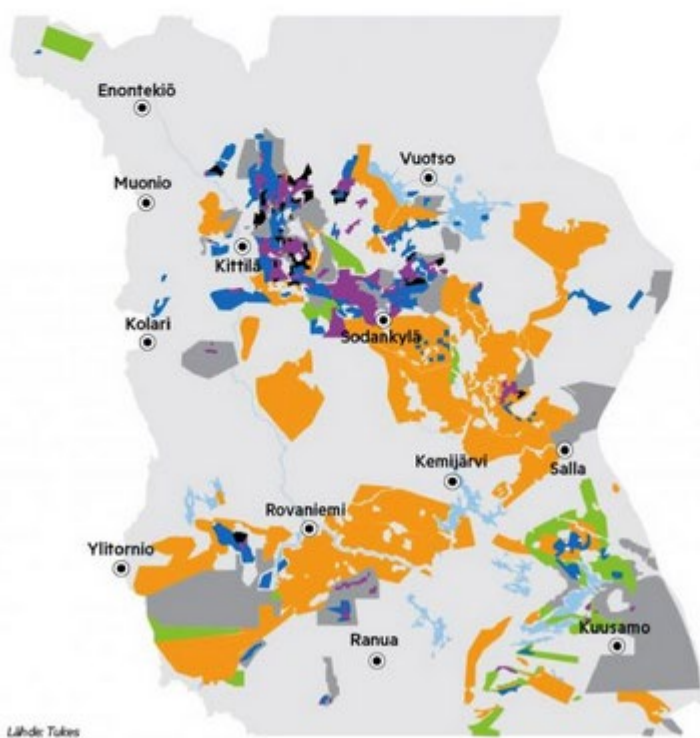 Enontekiö
Vuotso
Muonio
Kittilä
Kolari
Sodankylä
Kemijärvi
Salla
Rovaniemi
Ylitornio
Kuusamo
Ranua
Lähde: Tukes